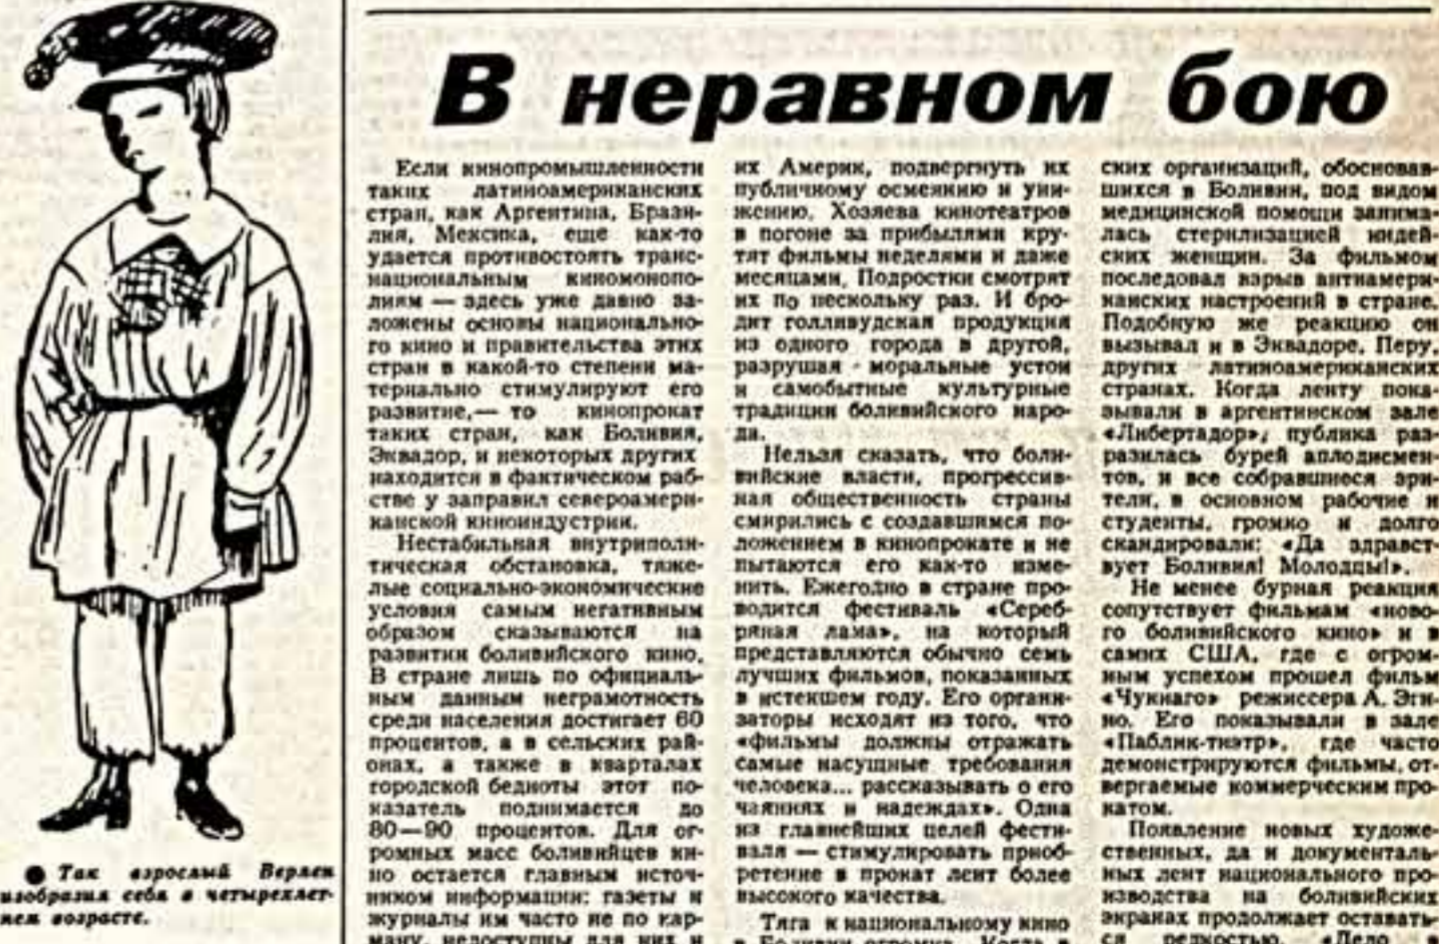 В неравном бою
Если кинопромышленности
таких латиноамериканских
стран, как Аргентина, Брази-
лия, Мексика, еще как-то
удается противостоять транс-
национальным киномонопо-
лиям — здесь уже давно за-
ложены основы национально-
го кино и правительства этих
стран в какой-то степени ма-
териально стимулируют его
развитие,— то кинопрокат
таких стран, как Боливия,
Эквадор, и некоторых других
находится в фактическом раб-
стве у заправил североамери-
канской киноиндустрии.
Нестабильная внутриполи-
тическая обстановка, тяже-
лые социально-экономические
условия самым негативным
образом сказываются на
развитии боливийского кино.
В стране лишь по официаль-
ным данным неграмотность
среди населения достигает 60
процентов, а в сельских рай-
онах, а также в кварталах
городской бедноты этот по-
казатель поднимается до
80—90 процентов. Для ог-
ромных масс боливийцев ки-
но остается главным источ-
ником информации: газеты и
журналы им часто не по кар-
ману, недоступны для них и
их Америк, подвергнуть их
публичному осмеянию и уни-
жению. Хозяева кинотеатров
в погоне за прибылями кру-
тят фильмы неделями и даже
месяцами. Подростки смотрят
их по нескольку раз. И бро-
дит голливудская продукция
из одного города в другой,
разрушая моральные устои
и самобытные культурные
традиции боливийского наро-
да.
Нельзя сказать, что боли-
вийские власти, прогрессив-
ная общественность страны
смирились с создавшимся по-
ложением в кинопрокате и не
пытаются его как-то изме-
нить. Ежегодно в стране про-
водится фестиваль «Сереб-
ряная лама», на который
представляются обычно семь
лучших фильмов, показанных
в истекшем году. Его органи-
заторы исходят из того, что
«фильмы должны отражать
самые насущные требования
человека... рассказывать о его
чаяниях и надеждах». Одна
из главнейших целей фести-
валя — стимулировать приоб-
ретение в прокат лент более
высокого качества.
Тяга к национальному кино
в Боливии огромна. Когда в
ских организаций, обосновав-
шихся в Боливии, под видом
медицинской помощи занима-
лась стерилизацией индей-
ских женщин. За фильмом
последовал взрыв антиамери-
канских настроений в стране.
Подобную же реакцию он
вызывал и в Эквадоре, Перу,
других латиноамериканских
странах. Когда ленту пока-
зывали в аргентинском зале
«Либертадор», публика раз-
разилась бурей аплодисмен-
тов, и все собравшиеся зри-
тели, в основном рабочие и
студенты, громко и долго
скандировали: «Да здравст-
вует Боливия! Молодцы!».
Не менее бурная реакция
сопутствует фильмам «ново-
го боливийского кино» и в
самих США, где с огром-
ным успехом прошел фильм
«Чукиаго» режиссера А. Эги-
но. Его показывали в зале
«Паблик-тиэтр», где часто
демонстрируются фильмы, от-
вергаемые коммерческим про-
катом.
Появление новых художе-
ственных, да и документаль-
ных лент национального про-
изводства на боливийских
экранах продолжает оставать-
ся редкостью. «Дело в
● Так взрослый Верлен
изобразил себя в четырехлет-
нем возрасте.